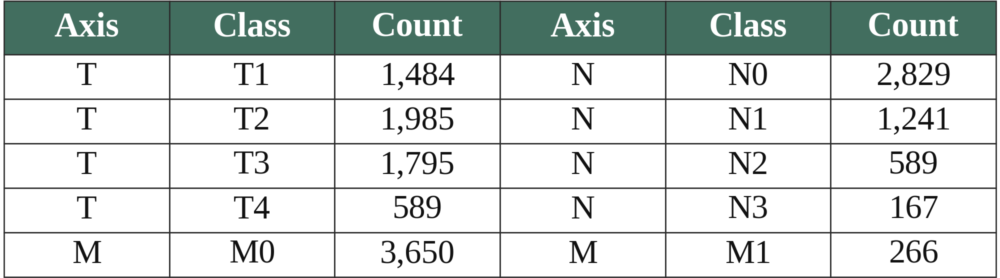 Axis Class Count Axis Class Count
T T1 1,484 N N0 2,829
T T2 1,985 N N1 1,241
T T3 1,795 N N2 589
T T4 589 N N3 167
M M0 3,650 M M1 266